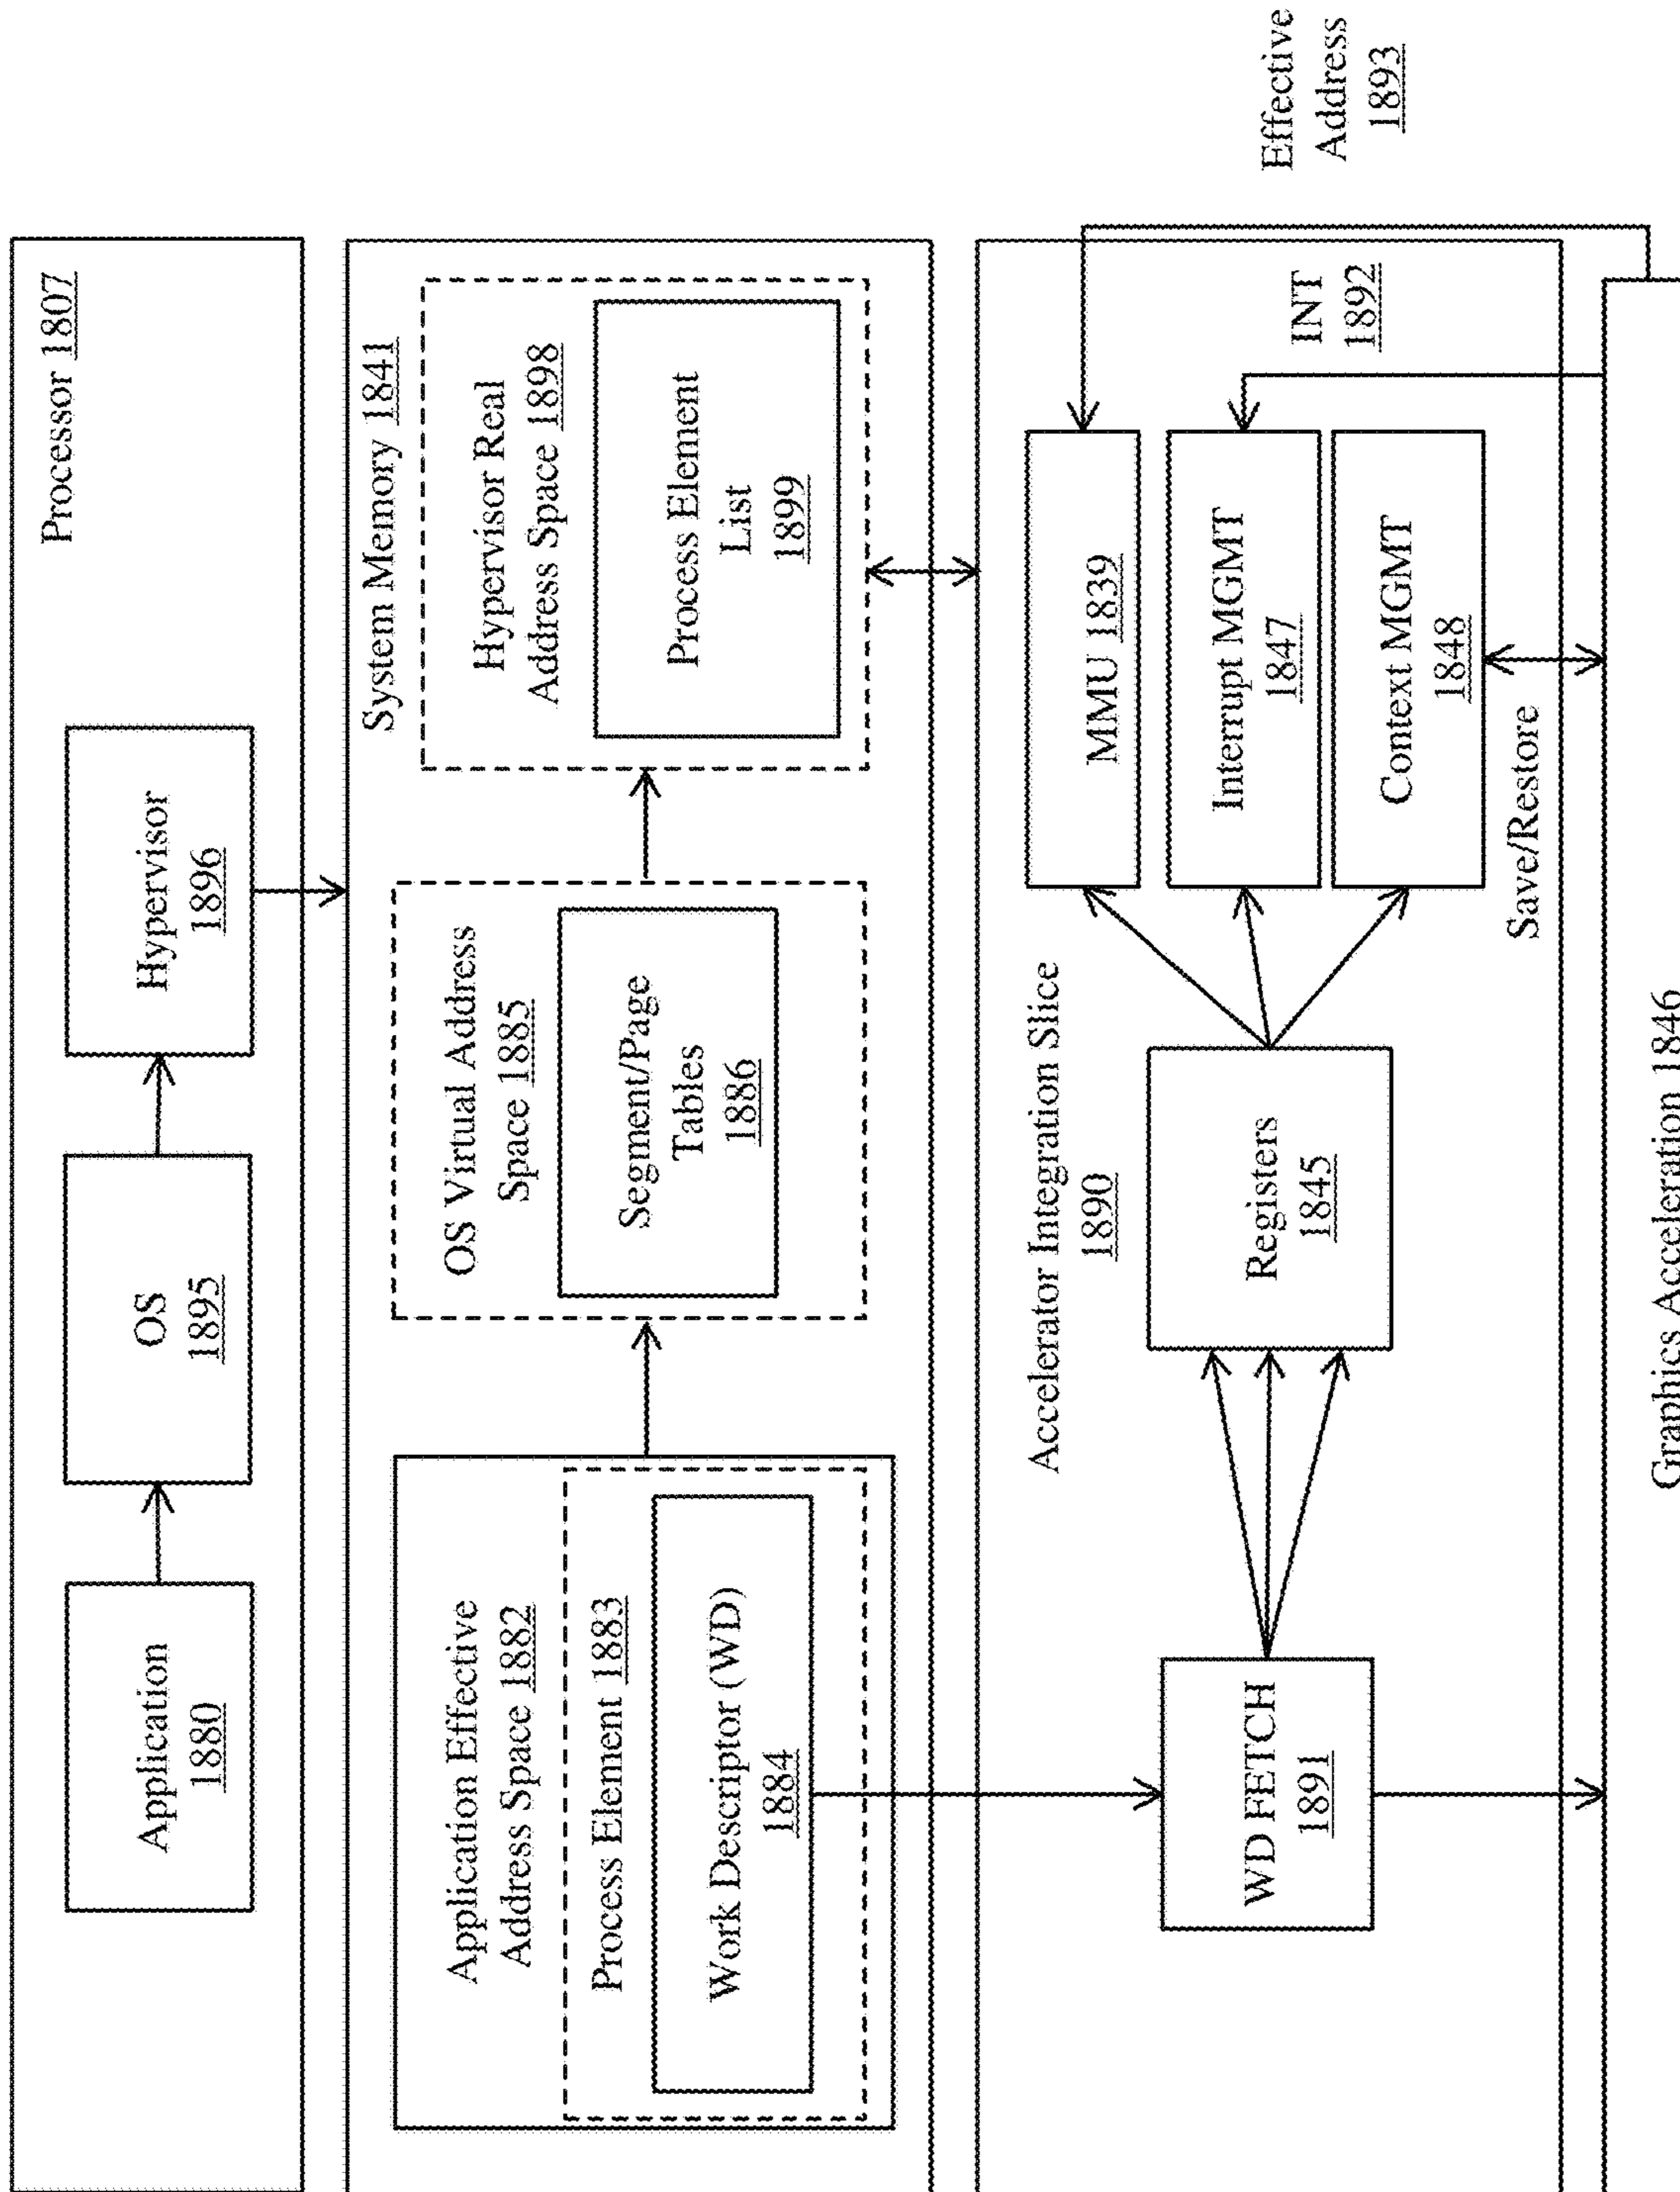 Processor 1807
Application
1880
OS
1895
Hypervisor
1896
System Memory 1841
Application Effective
Address Space 1882
Process Element 1883
Work Descriptor (WD)
1884
OS Virtual Address
Space 1885
Segment/Page
Tables
1886
Hypervisor Real
Address Space 1898
Process Element
List
1899
Accelerator Integration Slice
1890
WD FETCH
1891
Registers
1845
MMU 1839
Interrupt MGMT
1847
Context MGMT
1848
Save/Restore
INT
1892
Effective
Address
1893
Graphics Acceleration 1846